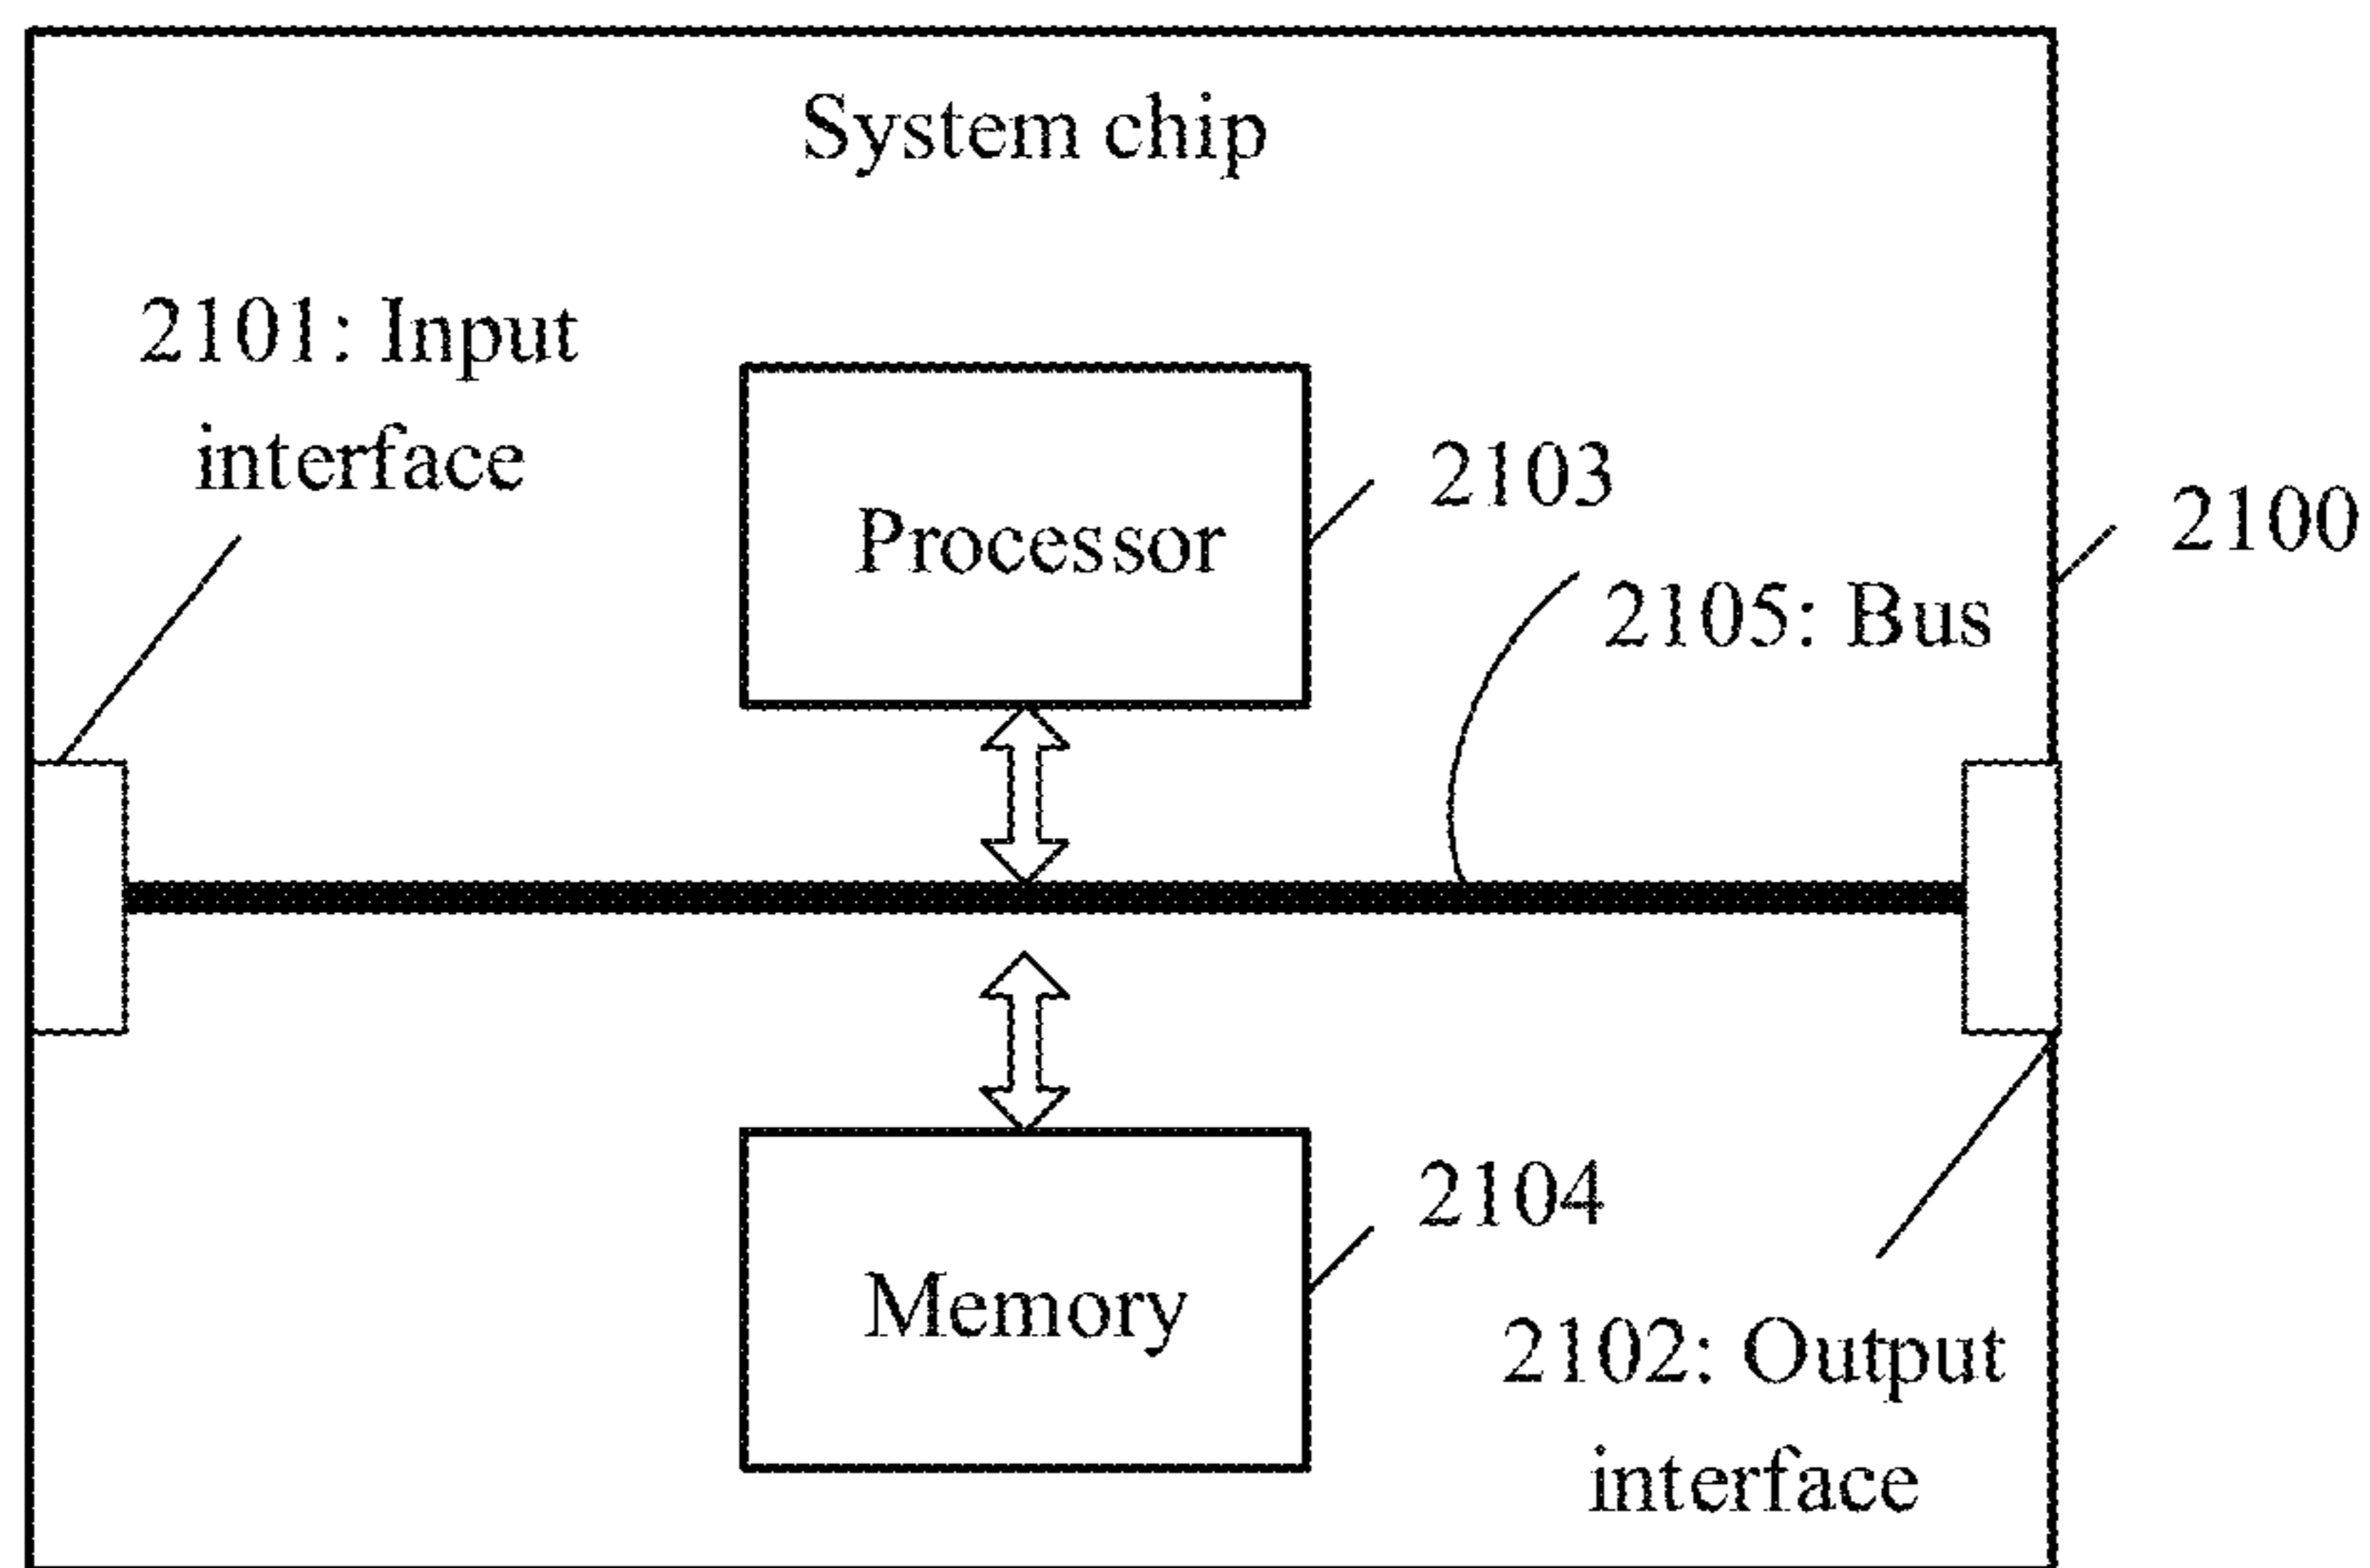 System chip
2101: Input
interface
2103
Processor
2100
2105: Bus
2104
Memory
2102: Output
interface